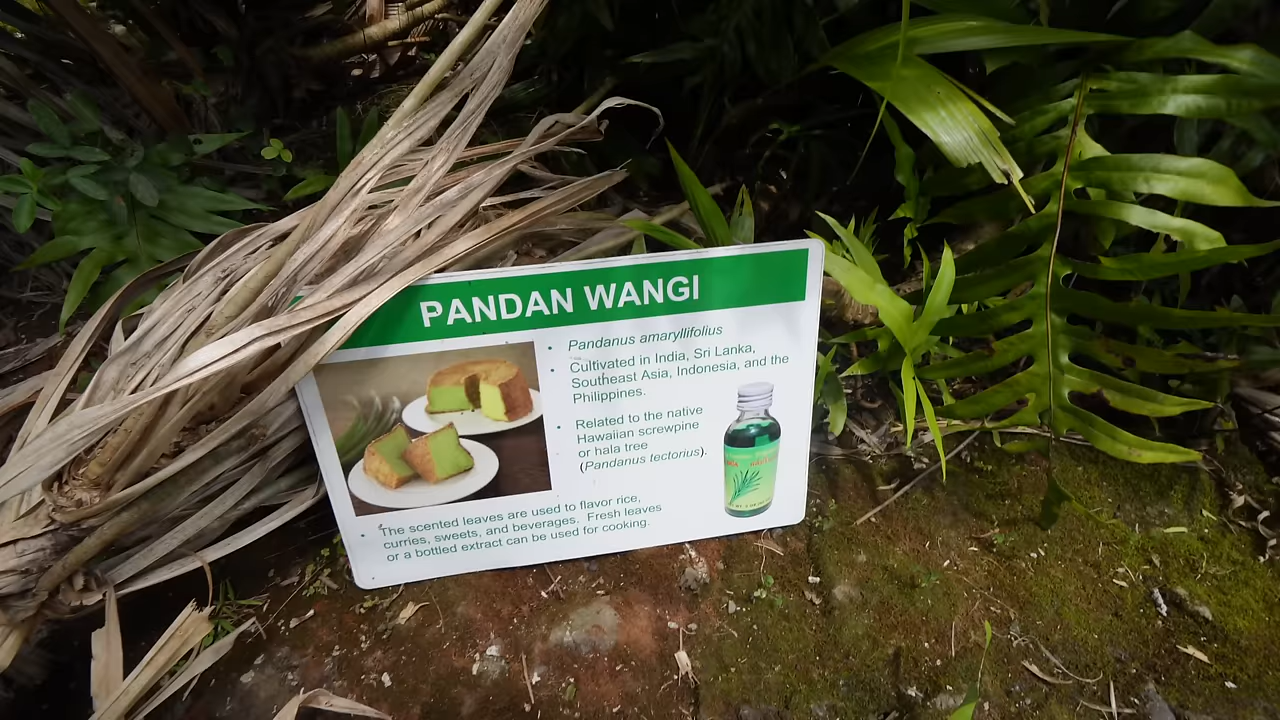 PANDAN WANGI
• Pandanus amaryllifolius
• Cultivated in India, Sri Lanka,
Southeast Asia, Indonesia, and the
Philippines.
• Related to the native
Hawaiian screwpine
or hala tree
(Pandanus tectorius).
• The scented leaves are used to flavor rice,
curries, sweets, and beverages. Fresh leaves
or a bottled extract can be used for cooking.